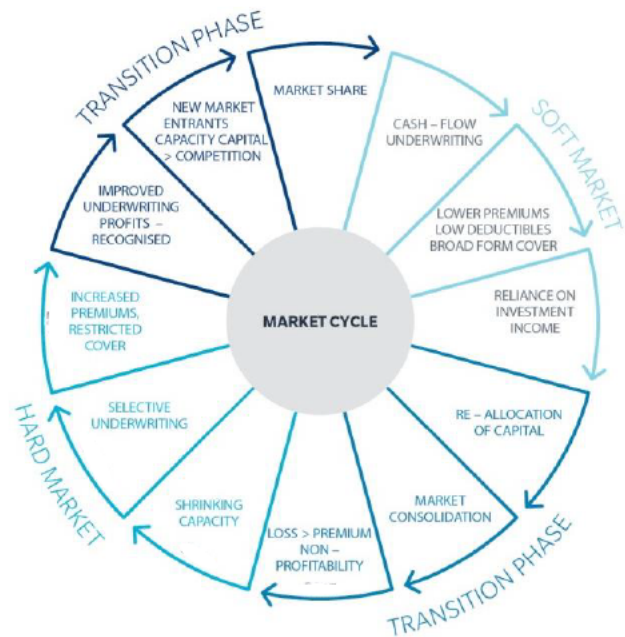 TRANSITION PHASE
MARKET SHARE
NEW MARKET
ENTRANTS
CAPACITY CAPITAL
> COMPETITION
CASH – FLOW
UNDERWRITING
SOFT MARKET
IMPROVED
UNDERWRITING
PROFITS –
RECOGNISED
LOWER PREMIUMS
LOW DEDUCTIBLES
BROAD FORM COVER
INCREASED
PREMIUMS,
RESTRICTED
COVER
MARKET CYCLE
RELIANCE ON
INVESTMENT
INCOME
SELECTIVE
UNDERWRITING
RE – ALLOCATION
OF CAPITAL
HARD MARKET
SHRINKING
CAPACITY
LOSS > PREMIUM
NON –
PROFITABILITY
MARKET
CONSOLIDATION
TRANSITION PHASE